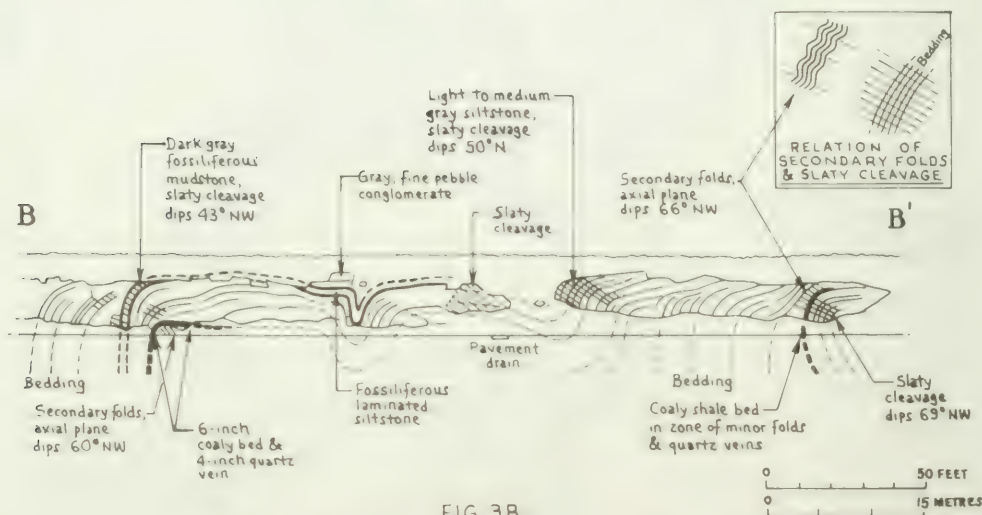 Bedding
RELATION OF
SECONDARY FOLDS
& SLATY CLEAVAGE
Light to medium
gray siltstone,
slaty cleavage
dips 50°N
Dark gray
fossiliferous
mudstone,
slaty cleavage
dips 43° NW
Gray, fine pebble
conglomerate
Secondary folds,
axial plane
dips 66° NW
Slaty
cleavage
B
B'
Pavement
drain
Bedding
Secondary folds,
axial plane
dips 60° NW
6-inch
coaly bed &
4-inch quartz
vein
Fossiliferous
laminated
siltstone
Bedding
Coaly shale bed
in zone of minor folds
& quartz veins
Slaty
cleavage
dips 69° NW
0 50 FEET
0 15 METRES
FIG. 3B